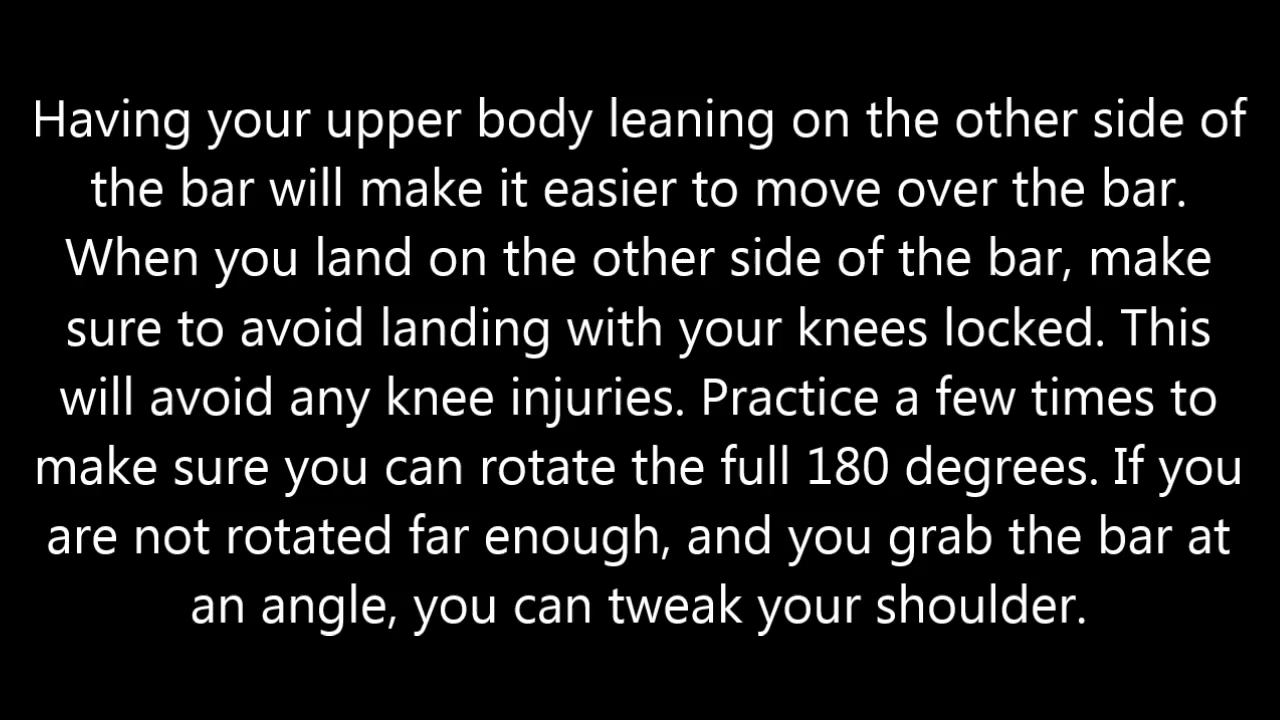 Having your upper body leaning on the other side of
the bar will make it easier to move over the bar.
When you land on the other side of the bar, make
sure to avoid landing with your knees locked. This
will avoid any knee injuries. Practice a few times to
make sure you can rotate the full 180 degrees. If you
are not rotated far enough, and you grab the bar at
an angle, you can tweak your shoulder.